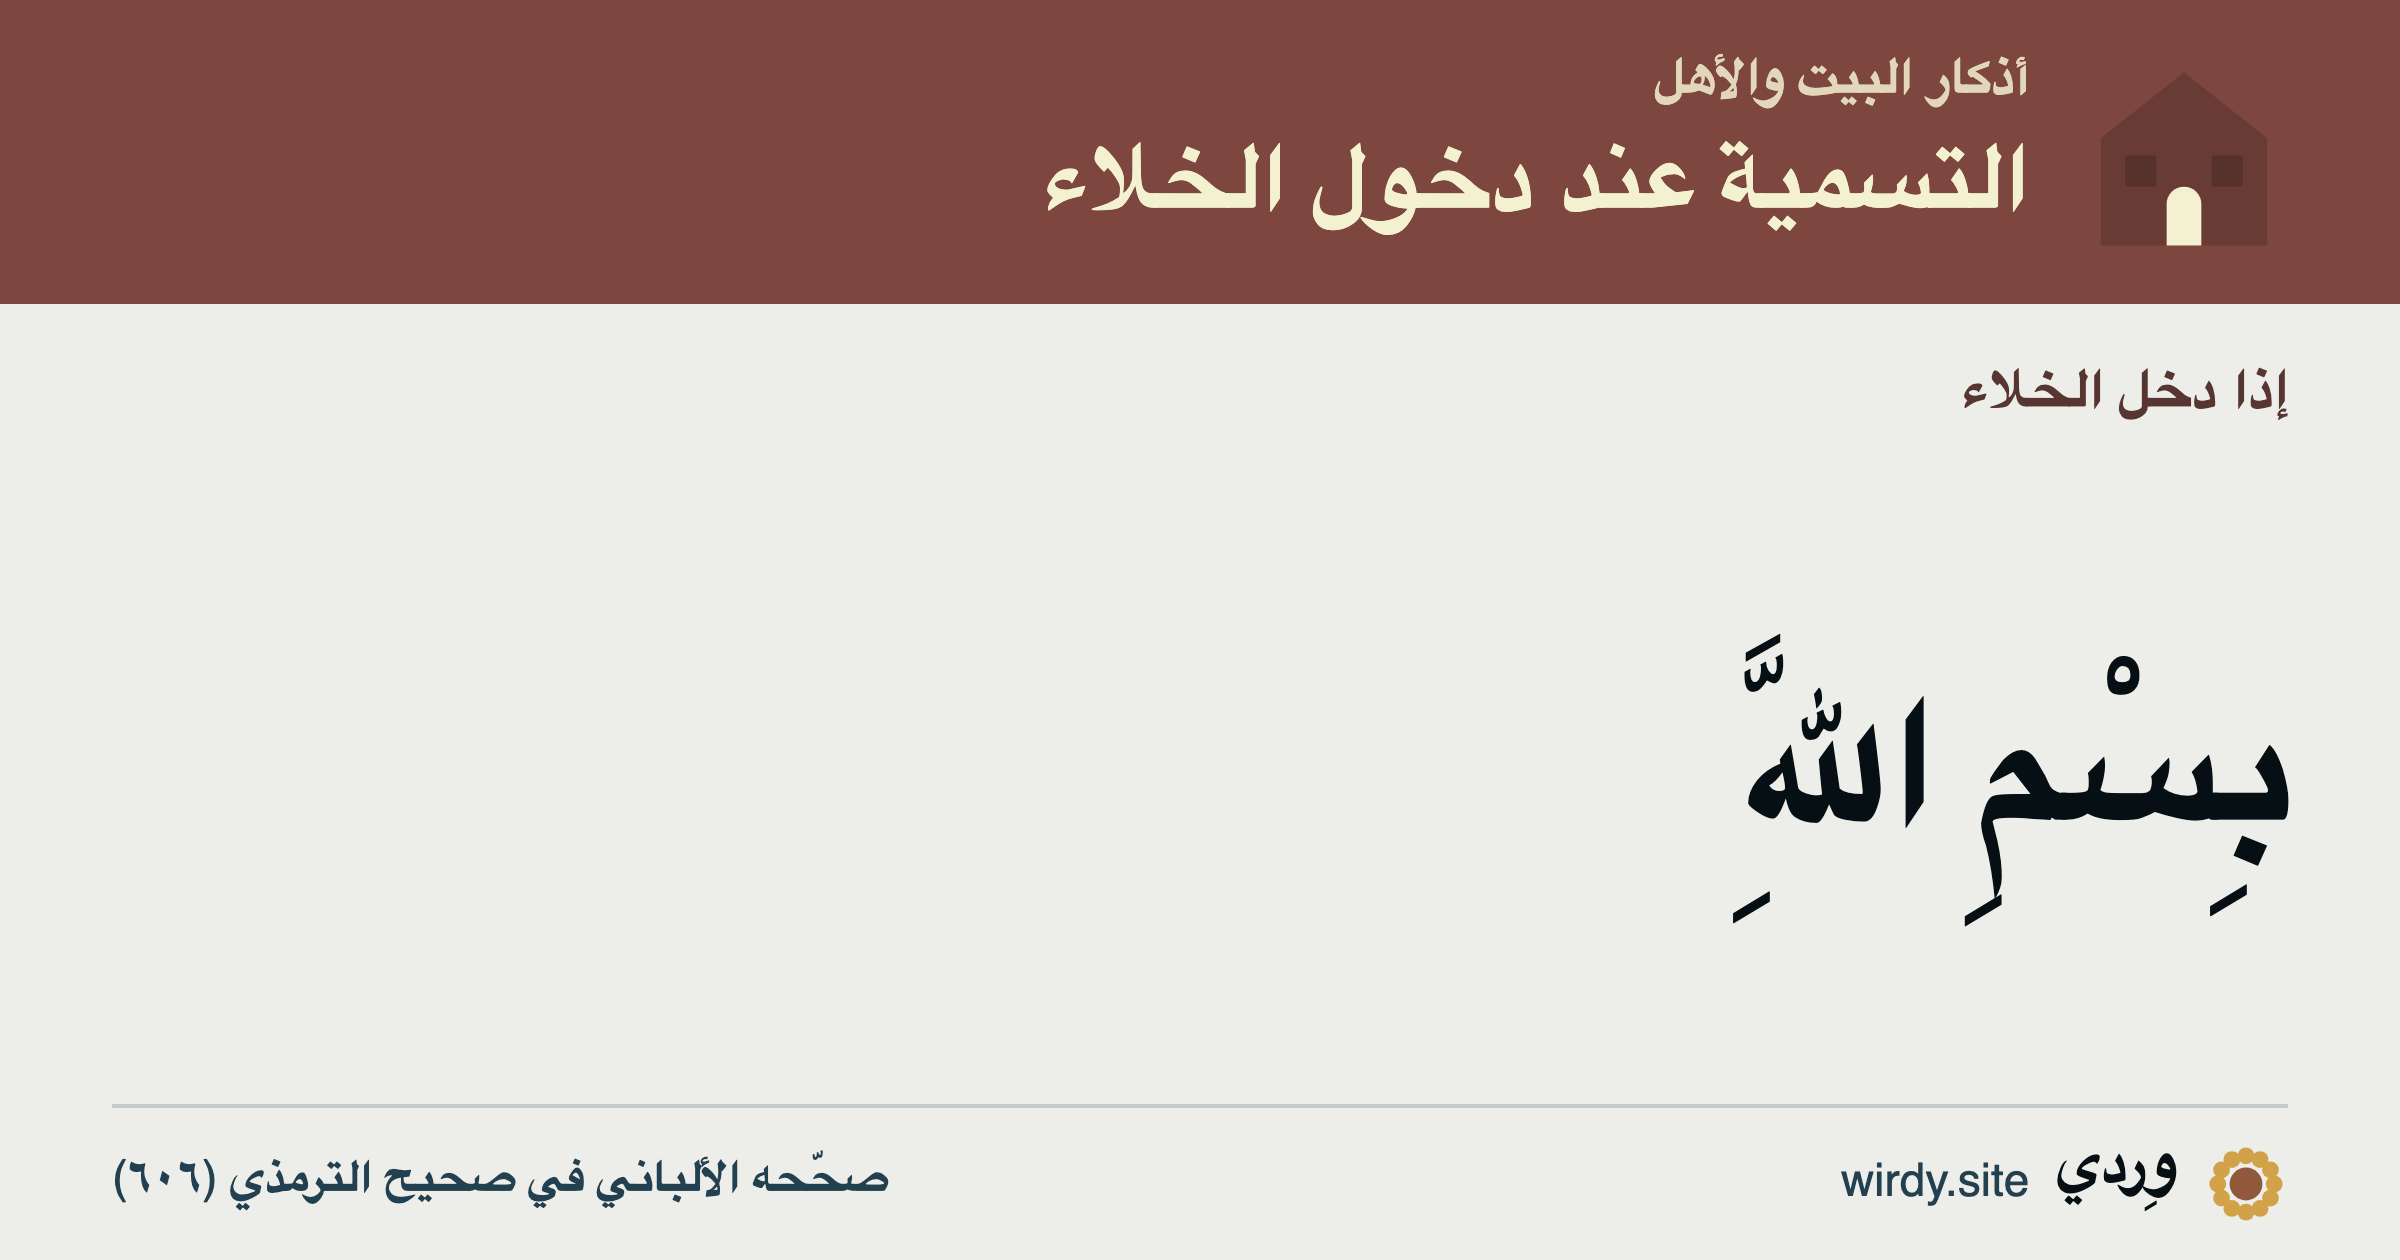 أذكار البيت والأهل
التسمية عند دخول الخلاء
إذا دخل الخلاء
بِسْمِ اللَّهِ
وِردي wirdy.site
صحّحه الألباني في صحيح الترمذي (٦٠٦)